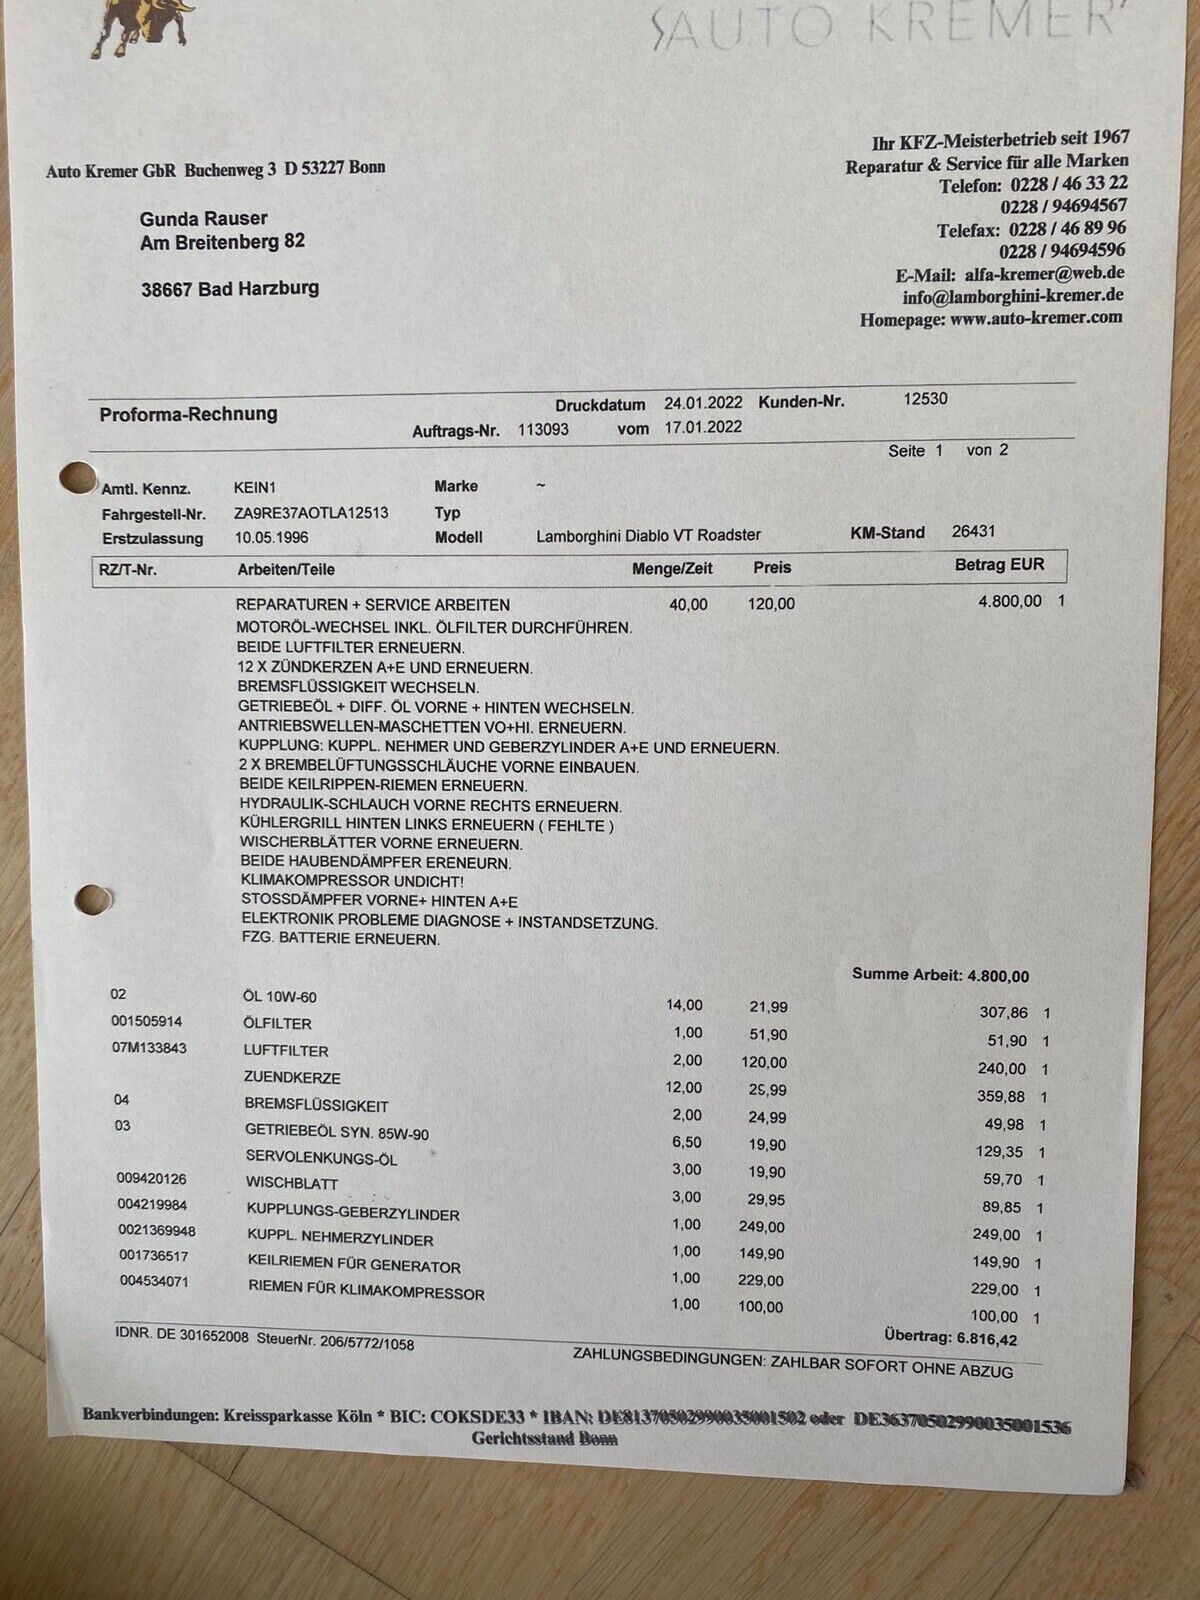 SAUTO KREMER
Ihr KFZ-Meisterbetrieb seit 1967
Reparatur & Service für alle Marken
Telefon: 0228 / 46 33 22
0228 / 94694567
Telefax: 0228 / 46 89 96
0228 / 94694596
E-Mail: alfa-kremer@web.de
info@lamborghini-kremer.de
Homepage: www.auto-kremer.com
Auto Kremer GbR Buchenweg 3 D 53227 Bonn
Gunda Rauser
Am Breitenberg 82
38667 Bad Harzburg
Proforma-Rechnung Druckdatum 24.01.2022 Kunden-Nr. 12530
Auftrags-Nr. 113093 vom 17.01.2022
Seite 1 von 2
Amtl. Kennz. KEIN1 Marke ~
Fahrgestell-Nr. ZA9RE37AOTLA12513 Typ
Erstzulassung 10.05.1996 Modell Lamborghini Diablo VT Roadster KM-Stand 26431
RZ/T-Nr. Arbeiten/Teile Menge/Zeit Preis Betrag EUR
REPARATUREN + SERVICE ARBEITEN 40,00 120,00 4.800,00 1
MOTORÖL-WECHSEL INKL. ÖLFILTER DURCHFÜHREN.
BEIDE LUFTFILTER ERNEUERN.
12 X ZÜNDKERZEN A+E UND ERNEUERN.
BREMSFLÜSSIGKEIT WECHSELN.
GETRIEBEÖL + DIFF. ÖL VORNE + HINTEN WECHSELN.
ANTRIEBSWELLEN-MASCHETTEN VO+HI. ERNEUERN.
KUPPLUNG: KUPPL. NEHMER UND GEBERZYLINDER A+E UND ERNEUERN.
2 X BREMBELÜFTUNGSSCHLÄUCHE VORNE EINBAUEN.
BEIDE KEILRIPPEN-RIEMEN ERNEUERN.
HYDRAULIK-SCHLAUCH VORNE RECHTS ERNEUERN.
KÜHLERGRILL HINTEN LINKS ERNEUERN ( FEHLTE )
WISCHERBLÄTTER VORNE ERNEUERN.
BEIDE HAUBENDÄMPFER ERENEURN.
KLIMAKOMPRESSOR UNDICHT!
STOSSDÄMPFER VORNE+ HINTEN A+E
ELEKTRONIK PROBLEME DIAGNOSE + INSTANDSETZUNG.
FZG. BATTERIE ERNEUERN.
Summe Arbeit: 4.800,00
02 ÖL 10W-60 14,00 21,99 307,86 1
001505914 ÖLFILTER 1,00 51,90 51,90 1
07M133843 LUFTFILTER 2,00 120,00 240,00 1
ZUENDKERZE 12,00 29,99 359,88 1
04 BREMSFLÜSSIGKEIT 2,00 24,99 49,98 1
03 GETRIEBEÖL SYN. 85W-90 6,50 19,90 129,35 1
SERVOLENKUNGS-ÖL 3,00 19,90 59,70 1
009420126 WISCHBLATT 3,00 29,95 89,85 1
004219984 KUPPLUNGS-GEBERZYLINDER 1,00 249,00 249,00 1
0021369948 KUPPL. NEHMERZYLINDER 1,00 149,90 149,90 1
001736517 KEILRIEMEN FÜR GENERATOR 1,00 229,00 229,00 1
004534071 RIEMEN FÜR KLIMAKOMPRESSOR 1,00 100,00 100,00 1
Übertrag: 6.816,42
IDNR. DE 301652008 SteuerNr. 206/5772/1058
ZAHLUNGSBEDINGUNGEN: ZAHLBAR SOFORT OHNE ABZUG
Bankverbindungen: Kreissparkasse Köln * BIC: COKSDE33 * IBAN: DE81370502990035001502 oder DE36370502990035001536
Gerichtsstand Bonn